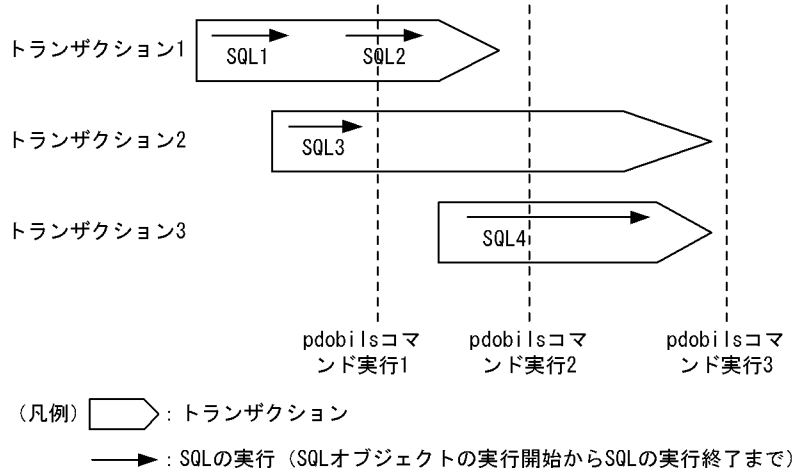 トランザクション1
SQL1
SQL2
トランザクション2
SQL3
トランザクション3
SQL4
pdobilsコマ
ンド実行1
pdobilsコマ
ンド実行2
pdobilsコマ
ンド実行3
(凡例)
: トランザクション
: SQLの実行（SQLオブジェクトの実行開始からSQLの実行終了まで）